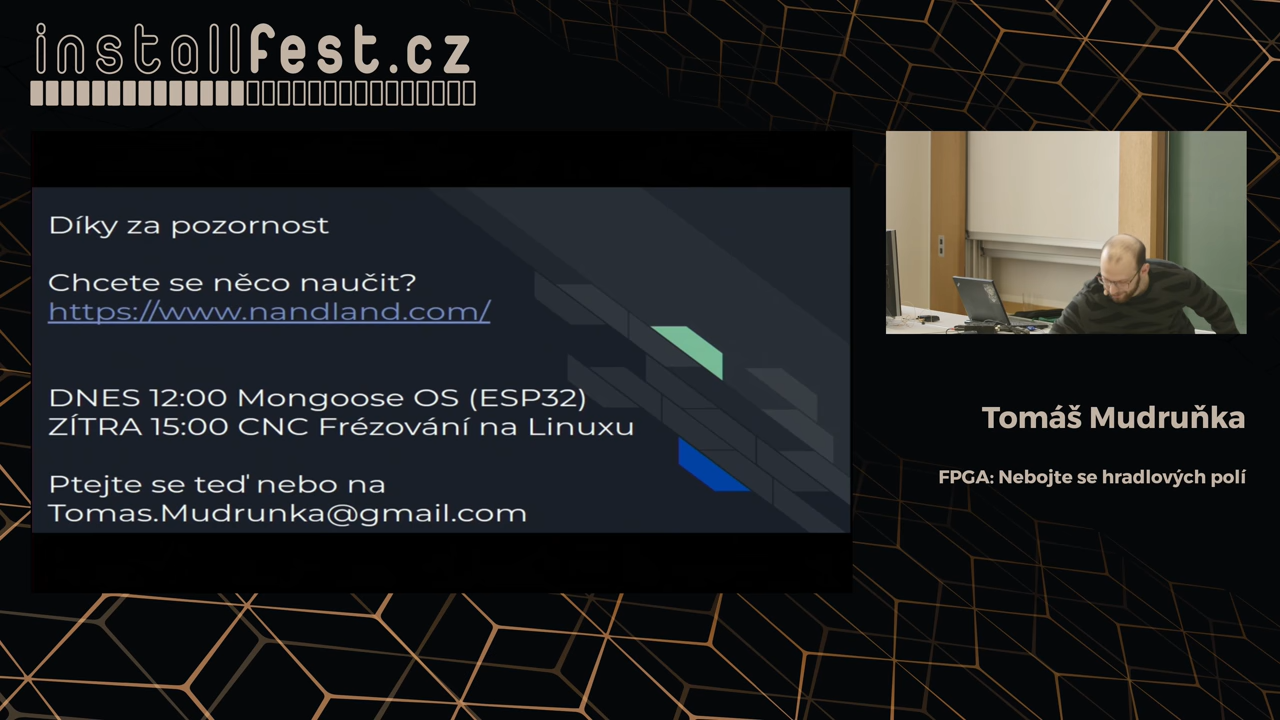 installfest.cz
Díky za pozornost
Chcete se něco naučit?
https://www.nandland.com/
DNES 12:00 Mongoose OS (ESP32)
ZÍTRA 15:00 CNC Frézování na Linuxu
Ptejte se teď nebo na
Tomas.Mudrunka@gmail.com
Tomáš Mudruňka
FPGA: Nebojte se hradlových polí